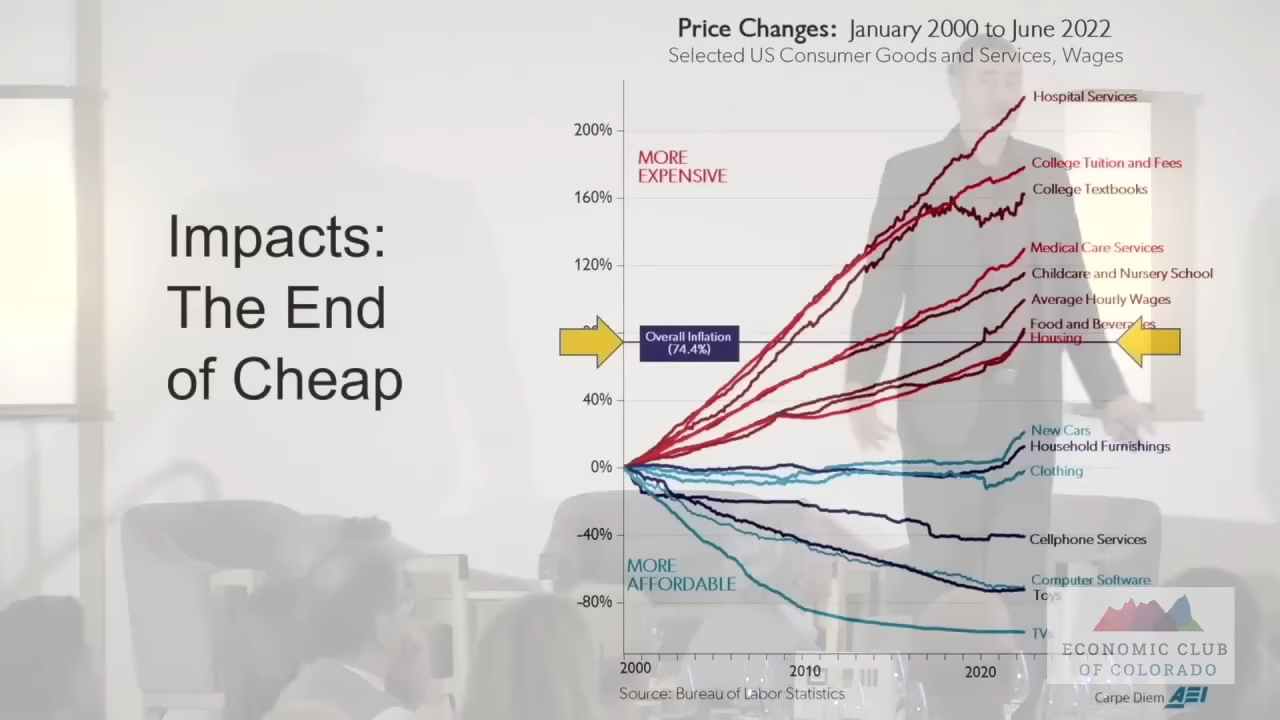 Price Changes: January 2000 to June 2022
Selected US Consumer Goods and Services, Wages
Impacts:
The End
of Cheap
200%
160%
120%
40%
0%
-40%
-80%
MORE
EXPENSIVE
Overall Inflation
(74.4%)
MORE
AFFORDABLE
Hospital Services
College Tuition and Fees
College Textbooks
Medical Care Services
Childcare and Nursery School
Average Hourly Wages
Food and Beverages
Housing
New Cars
Household Furnishings
Clothing
Cellphone Services
Computer Software
Toys
TVs
2000 2010 2020
Source: Bureau of Labor Statistics
ECONOMIC CLUB
OF COLORADO
Carpe Diem AEI